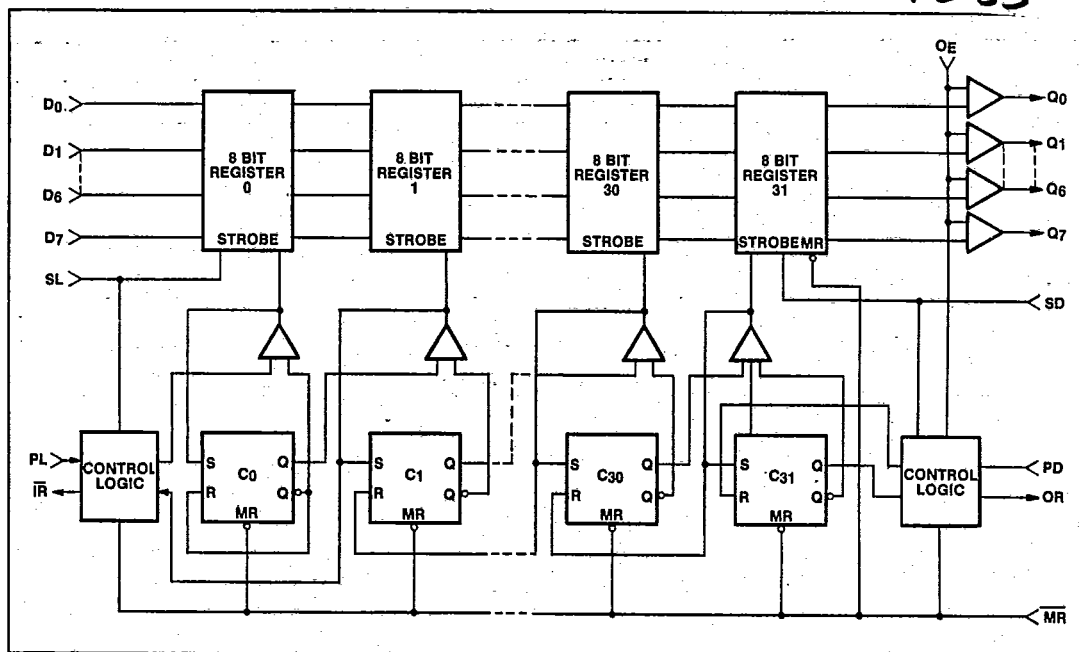 OE
D0
D1
D6
D7
SL
8 BIT
REGISTER
0
STROBE
8 BIT
REGISTER
1
STROBE
8 BIT
REGISTER
30
STROBE
8 BIT
REGISTER
31
STROBE MR
Q0
Q1
Q6
Q7
SD
PL
IR
CONTROL
LOGIC
S C0 Q
R Q
MR
S C1 Q
R Q
MR
S C30 Q
R Q
MR
S C31 Q
R Q
MR
CONTROL
LOGIC
PD
OR
MR